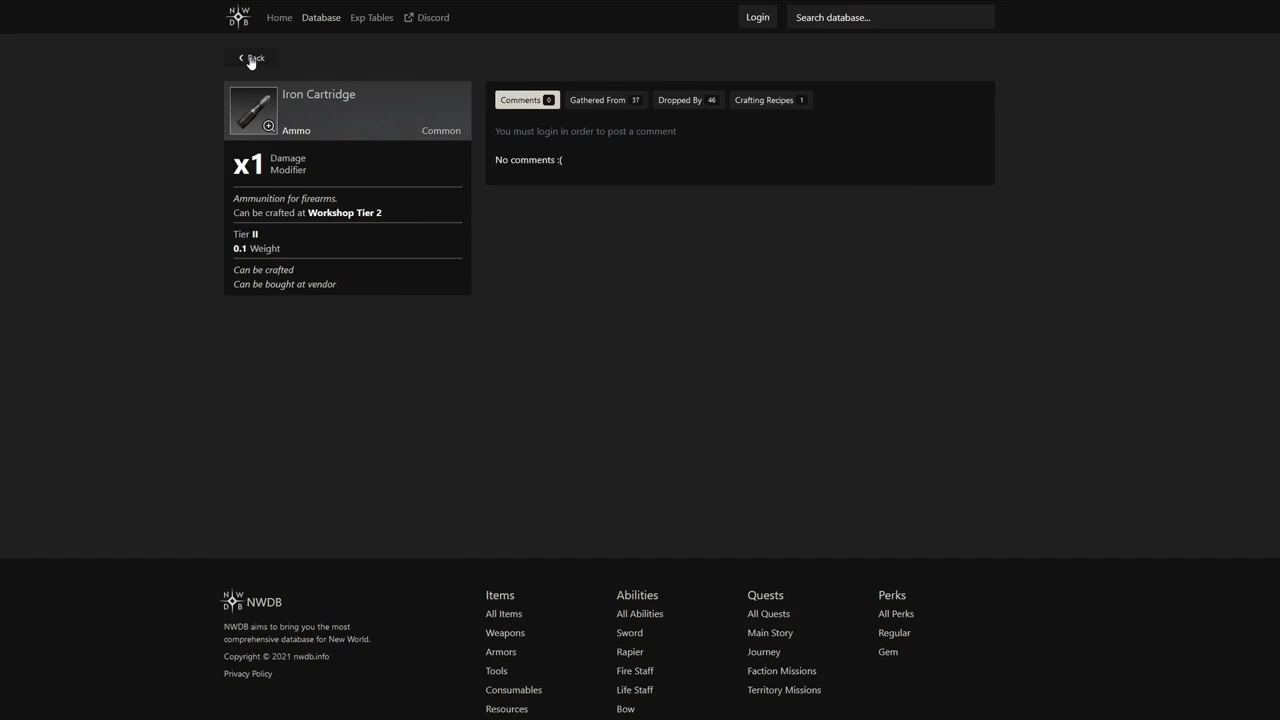 N W D B Home Database Exp Tables Discord Login Search database...
Back
Iron Cartridge
Ammo Common
x1 Damage Modifier
Ammunition for firearms.
Can be crafted at Workshop Tier 2
Tier II
0.1 Weight
Can be crafted
Can be bought at vendor
Comments 0 Gathered From 37 Dropped By 46 Crafting Recipes 1
You must login in order to post a comment
No comments :(
N W D B NWDB
NWDB aims to bring you the most
comprehensive database for New World.
Copyright © 2021 nwdb.info
Privacy Policy
Items
All Items
Weapons
Armors
Tools
Consumables
Resources
Abilities
All Abilities
Sword
Rapier
Fire Staff
Life Staff
Bow
Quests
All Quests
Main Story
Journey
Faction Missions
Territory Missions
Perks
All Perks
Regular
Gem